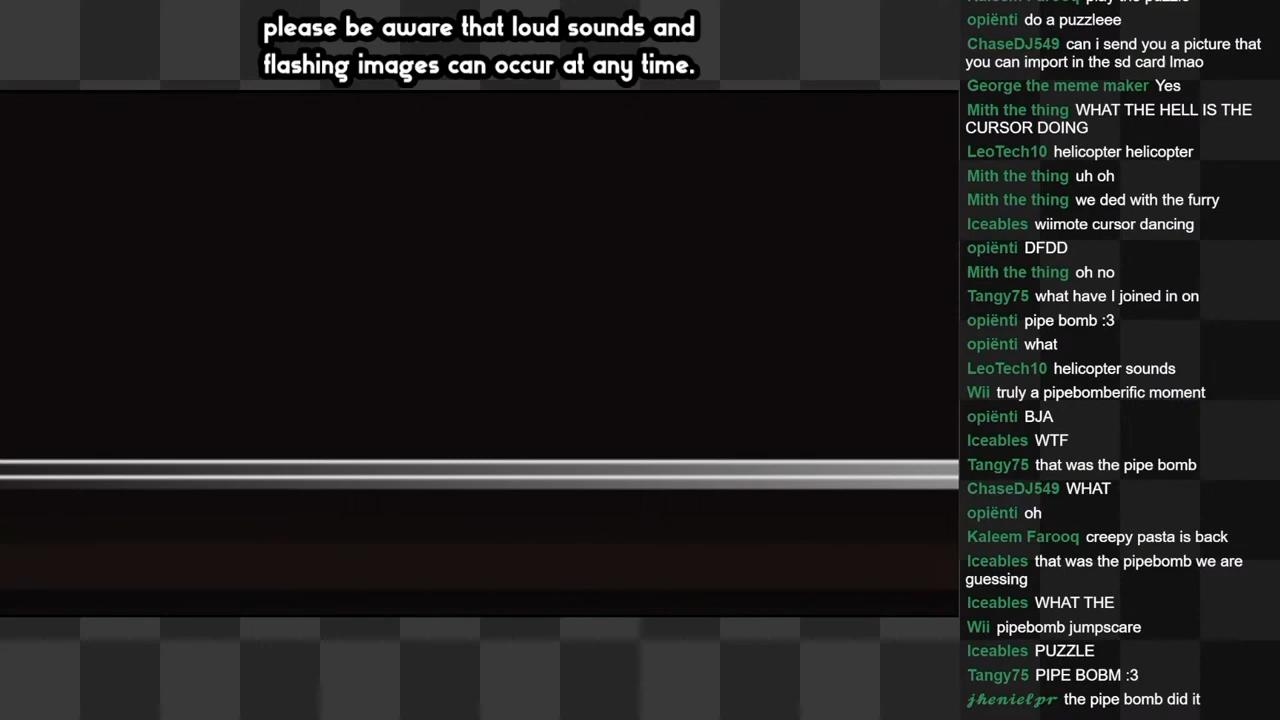 please be aware that loud sounds and
flashing images can occur at any time.
opiënti do a puzzleee
ChaseDJ549 can i send you a picture that
you can import in the sd card lmao
George the meme maker Yes
Mith the thing WHAT THE HELL IS THE
CURSOR DOING
LeoTech10 helicopter helicopter
Mith the thing uh oh
Mith the thing we ded with the furry
Iceables wiimote cursor dancing
opiënti DFDD
Mith the thing oh no
Tangy75 what have I joined in on
opiënti pipe bomb :3
opiënti what
LeoTech10 helicopter sounds
Wii truly a pipebomberific moment
opiënti BJA
Iceables WTF
Tangy75 that was the pipe bomb
ChaseDJ549 WHAT
opiënti oh
Kaleem Farooq creepy pasta is back
Iceables that was the pipebomb we are
guessing
Iceables WHAT THE
Wii pipebomb jumpscare
Iceables PUZZLE
Tangy75 PIPE BOBM :3
𝓳𝓱𝓮𝓷𝓲𝓮𝓵 𝓹𝓻 the pipe bomb did it